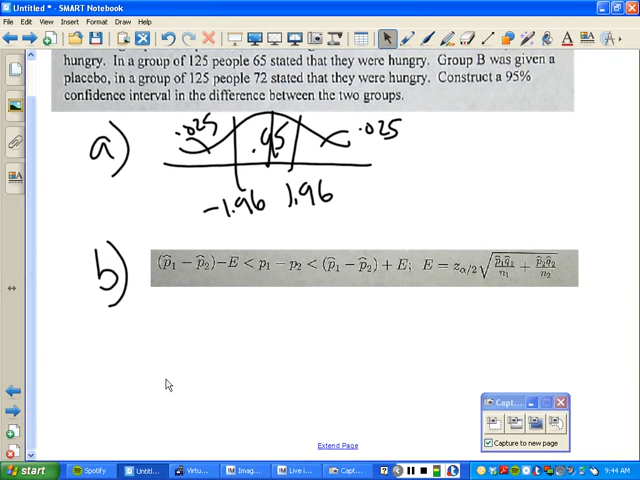 Untitled * - SMART Notebook
File Edit View Insert Format Draw Help
hungry. In a group of 125 people 65 stated that they were hungry. Group B was given a
placebo, in a group of 125 people 72 stated that they were hungry. Construct a 95%
confidence interval in the difference between the two groups.
a)
.025 .95 .025
-1.96 1.96
b)
(p̂₁ − p̂₂) − E < p₁ − p₂ < (p̂₁ − p̂₂) + E; E = z_{α/2} √(p̂₁q̂₁/n₁ + p̂₂q̂₂/n₂)
Capt...
Capture to new page
Extend Page
start Spotify Untitl... Virtu... Imag... Live i... Capt... 9:44 AM